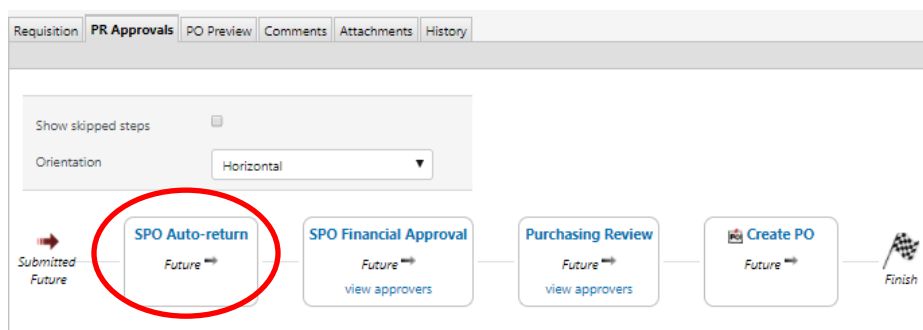 Requisition PR Approvals PO Preview Comments Attachments History
Show skipped steps
Orientation Horizontal
Submitted
Future
SPO Auto-return
Future
SPO Financial Approval
Future
view approvers
Purchasing Review
Future
view approvers
PO Create PO
Future
Finish